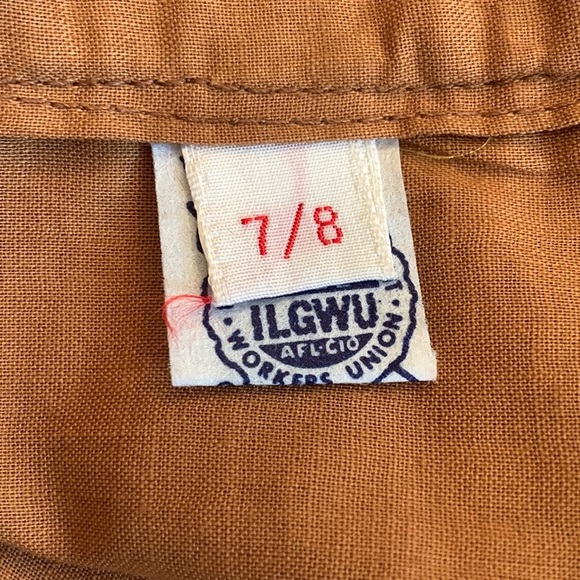 7/8
ILGWU
AFL-CIO
· WORKERS UNION ·